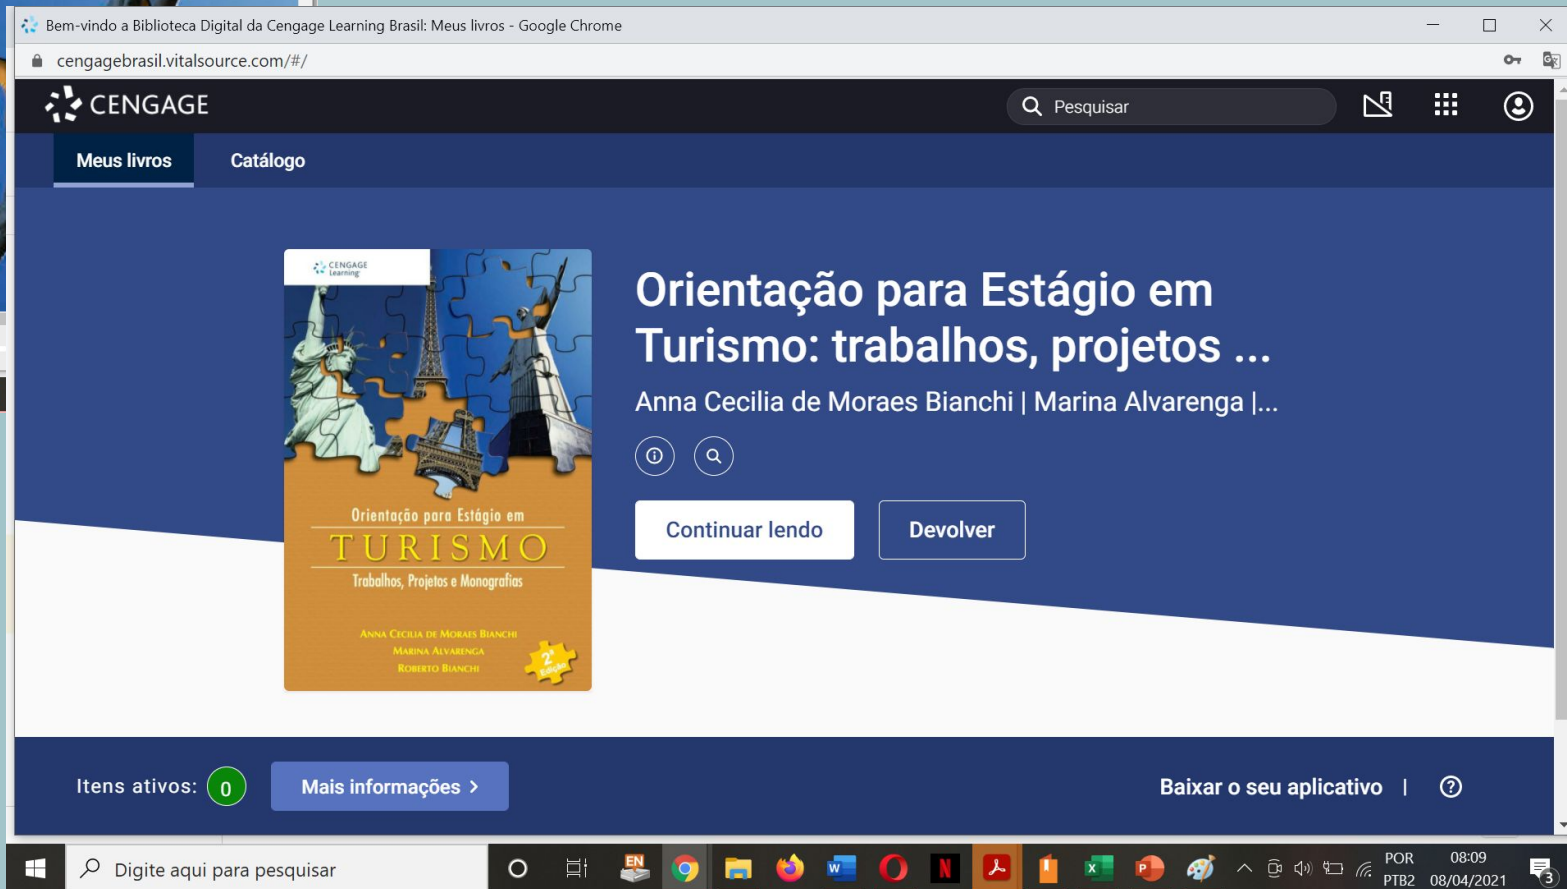 Bem-vindo a Biblioteca Digital da Cengage Learning Brasil: Meus livros - Google Chrome
cengagebrasil.vitalsource.com/#/
CENGAGE
Pesquisar
Meus livros
Catálogo
CENGAGE
Learning
Orientação para Estágio em
TURISMO
Trabalhos, Projetos e Monografias
ANNA CECILIA DE MORAES BIANCHI
MARINA ALVARENGA
ROBERTO BIANCHI
2ª
Edição
Orientação para Estágio em
Turismo: trabalhos, projetos ...
Anna Cecilia de Moraes Bianchi | Marina Alvarenga |...
Continuar lendo
Devolver
Itens ativos: 0
Mais informações >
Baixar o seu aplicativo |
?
Digite aqui para pesquisar
EN
POR
PTB2
08:09
08/04/2021
3